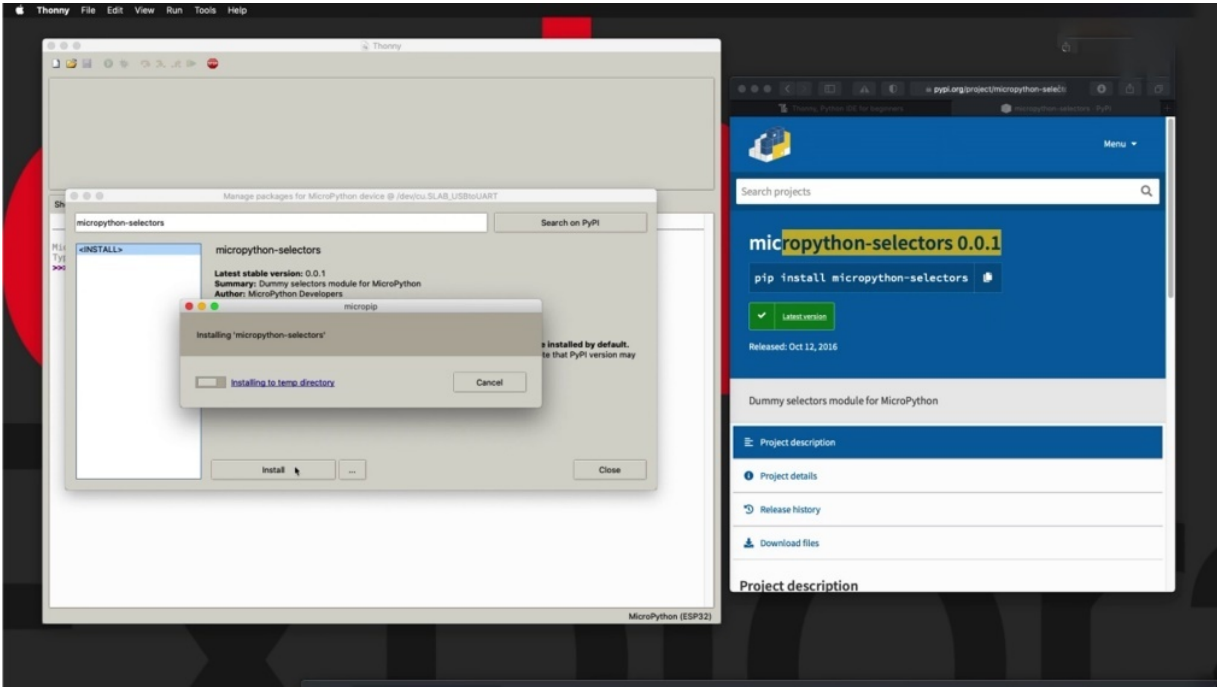 Thonny File Edit View Run Tools Help
Thonny
Sh
Mi
Typ
>>>
Manage packages for MicroPython device @ /dev/cu.SLAB_USBtoUART
micropython-selectors
Search on PyPI
<INSTALL>
micropython-selectors
Latest stable version: 0.0.1
Summary: Dummy selectors module for MicroPython
Author: MicroPython Developers
micropip
Installing 'micropython-selectors'
Installing to temp directory
Cancel
e installed by default.
te that PyPI version may
Install
...
Close
MicroPython (ESP32)
pypi.org/project/micropython-select
Thonny, Python IDE for beginners
micropython-selectors · PyPI
Menu
Search projects
micropython-selectors 0.0.1
pip install micropython-selectors
Latest version
Released: Oct 12, 2016
Dummy selectors module for MicroPython
Project description
Project details
Release history
Download files
Project description